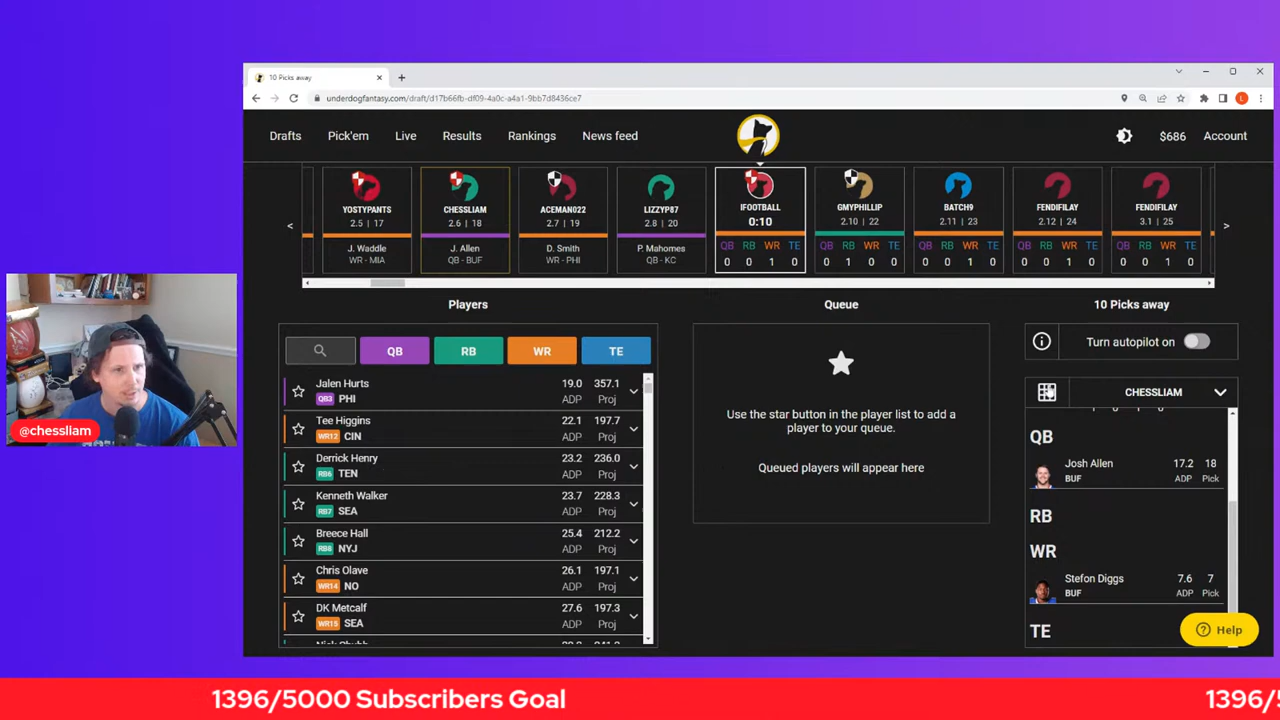 10 Picks away
underdogfantasy.com/draft/d17b66fb-df09-4a0c-a4a1-9bb7d8436ce7
Drafts Pick'em Live Results Rankings News feed $686 Account
YOSTYPANTS CHESSLIAM ACEMAN022 LIZZYP87 IFOOTBALL GMYPHILLIP BATCH9 FENDIFILAY FENDIFILAY
2.5 | 17 2.6 | 18 2.7 | 19 2.8 | 20 0:10 2.10 | 22 2.11 | 23 2.12 | 24 3.1 | 25
J. Waddle J. Allen D. Smith P. Mahomes QB RB WR TE QB RB WR TE QB RB WR TE QB RB WR TE QB RB WR TE
WR - MIA QB - BUF WR - PHI QB - KC 0 0 1 0 0 1 0 0 0 0 1 0 0 0 1 0 0 0 1 0
Players
QB RB WR TE
Jalen Hurts 19.0 357.1
QB3 PHI ADP Proj
Tee Higgins 22.1 197.7
WR12 CIN ADP Proj
Derrick Henry 23.2 236.0
RB6 TEN ADP Proj
Kenneth Walker 23.7 228.3
RB7 SEA ADP Proj
Breece Hall 25.4 212.2
RB8 NYJ ADP Proj
Chris Olave 26.1 197.1
WR14 NO ADP Proj
DK Metcalf 27.6 197.3
WR15 SEA ADP Proj
Queue
Use the star button in the player list to add a
player to your queue.
Queued players will appear here
10 Picks away
Turn autopilot on
CHESSLIAM
QB
Josh Allen 17.2 18
BUF ADP Pick
RB
WR
Stefon Diggs 7.6 7
BUF ADP Pick
TE
Help
@chessliam
1396/5000 Subscribers Goal 1396/5